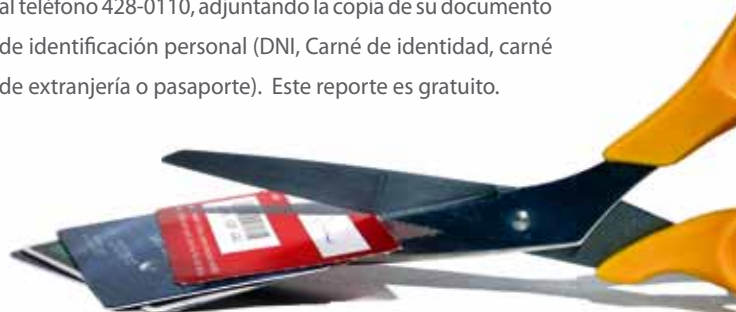 al teléfono 428-0110, adjuntando la copia de su documento
de identificación personal (DNI, Carné de identidad, carné
de extranjería o pasaporte). Este reporte es gratuito.